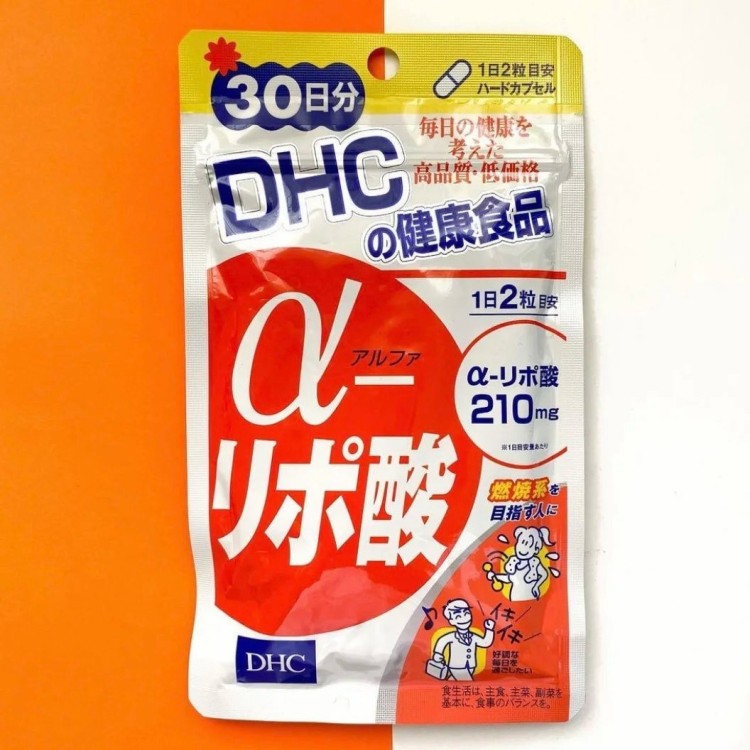 30日分
1日2粒目安
ハードカプセル
毎日の健康を
考えた
高品質・低価格
DHC
の健康食品
α-
アルファ
リポ酸
1日2粒目安
α-リポ酸
210mg
※1日目安量あたり
燃焼系を
目指す人に
イキ
イキ
好調な
毎日を
過ごしたい
DHC
食生活は、主食、主菜、副菜を
基本に、食事のバランスを。